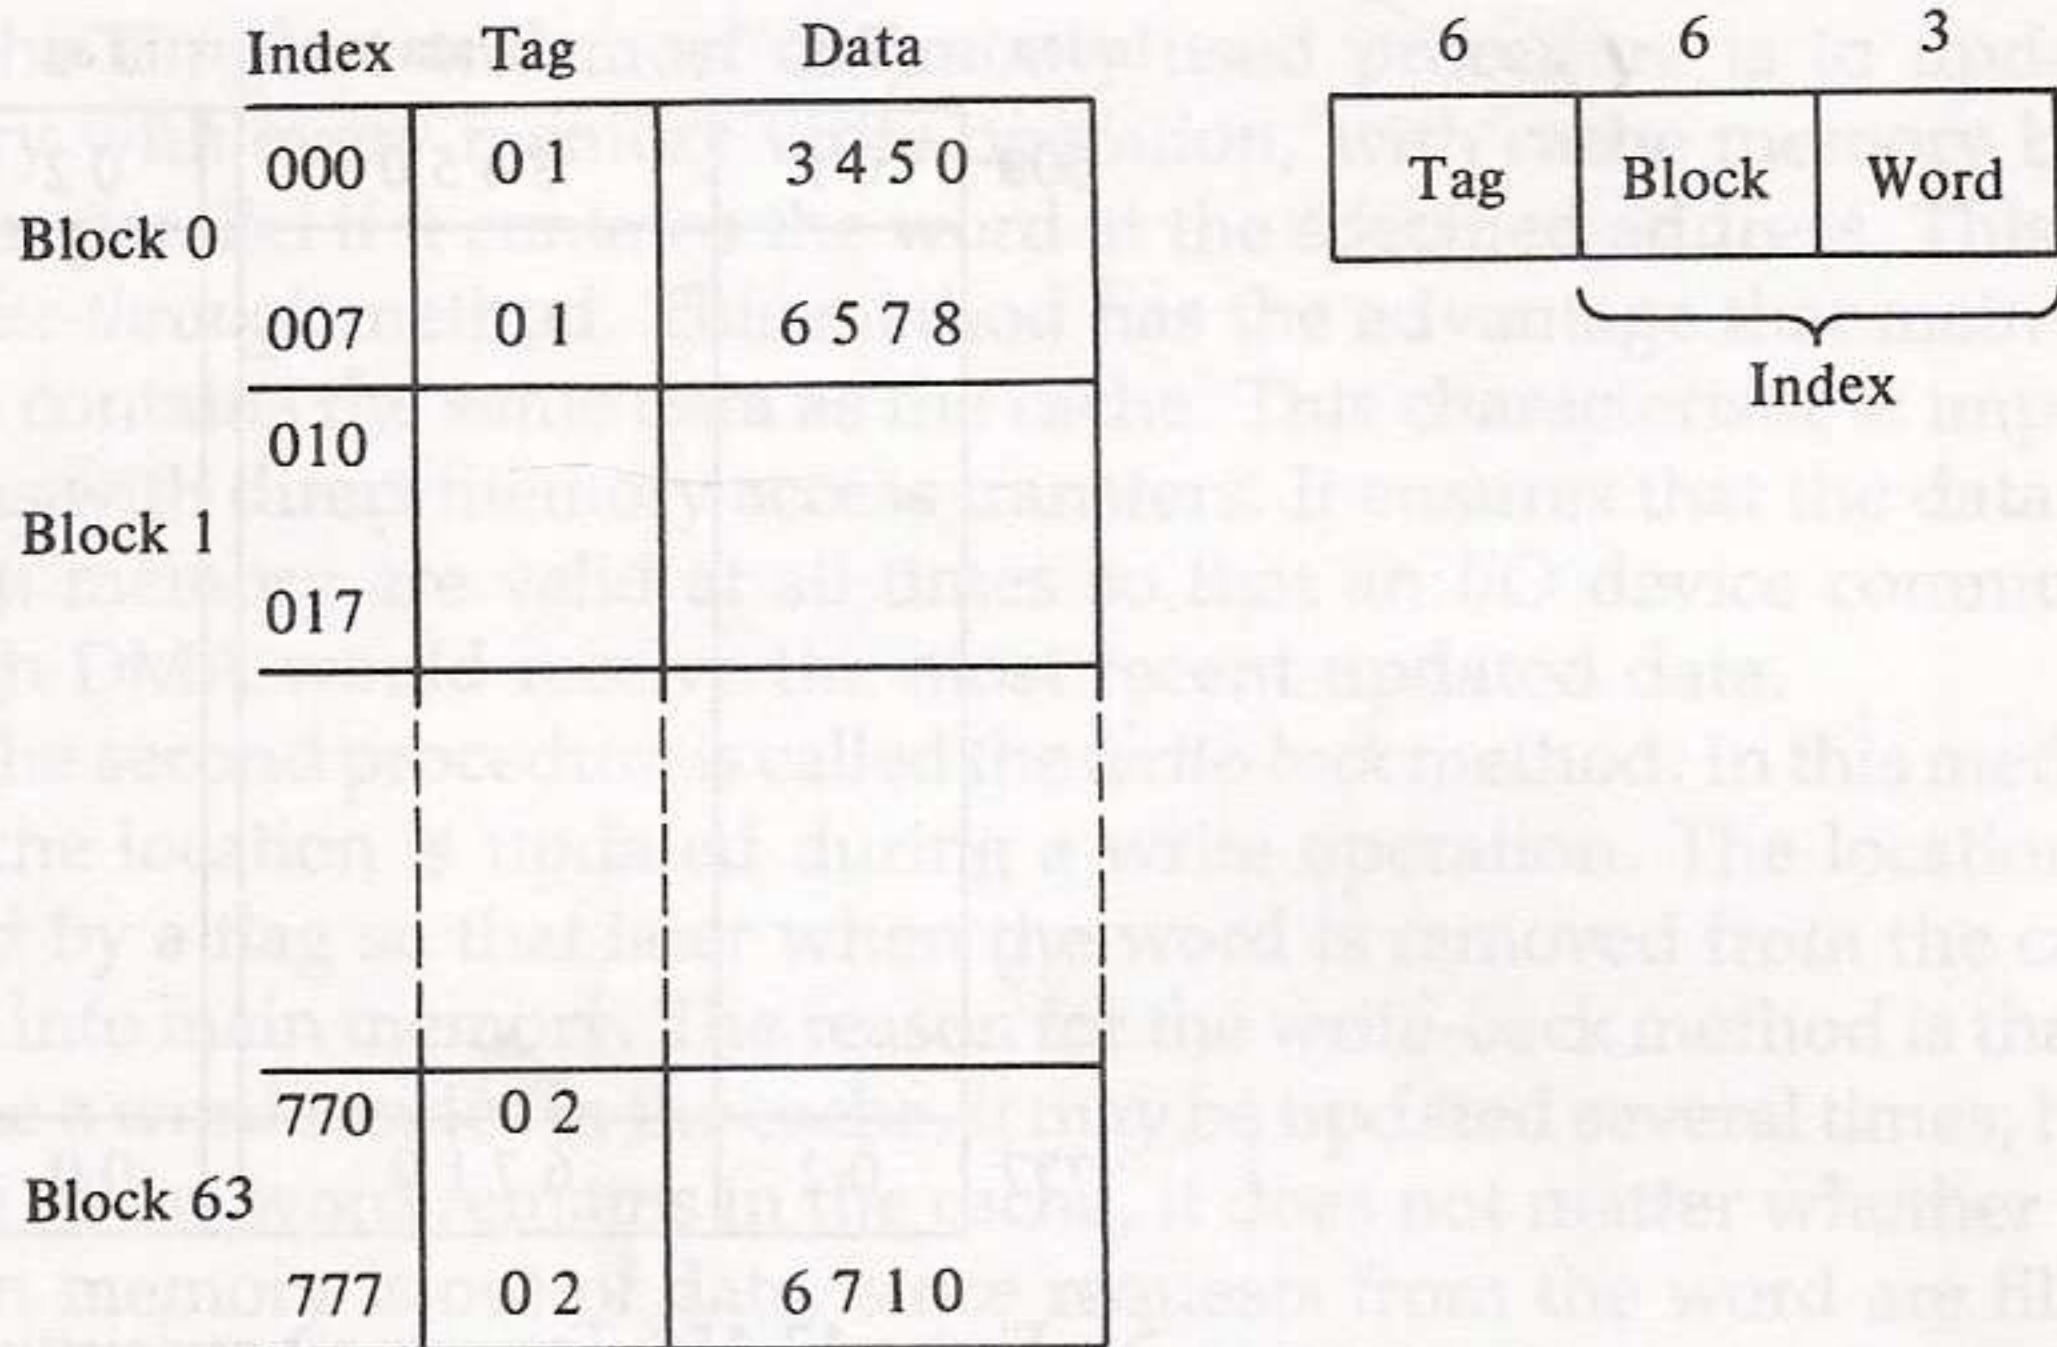 Index Tag Data
000 0 1 3 4 5 0
Block 0
007 0 1 6 5 7 8
010
Block 1
017
770 0 2
Block 63
777 0 2 6 7 1 0
6 6 3
Tag Block Word
Index